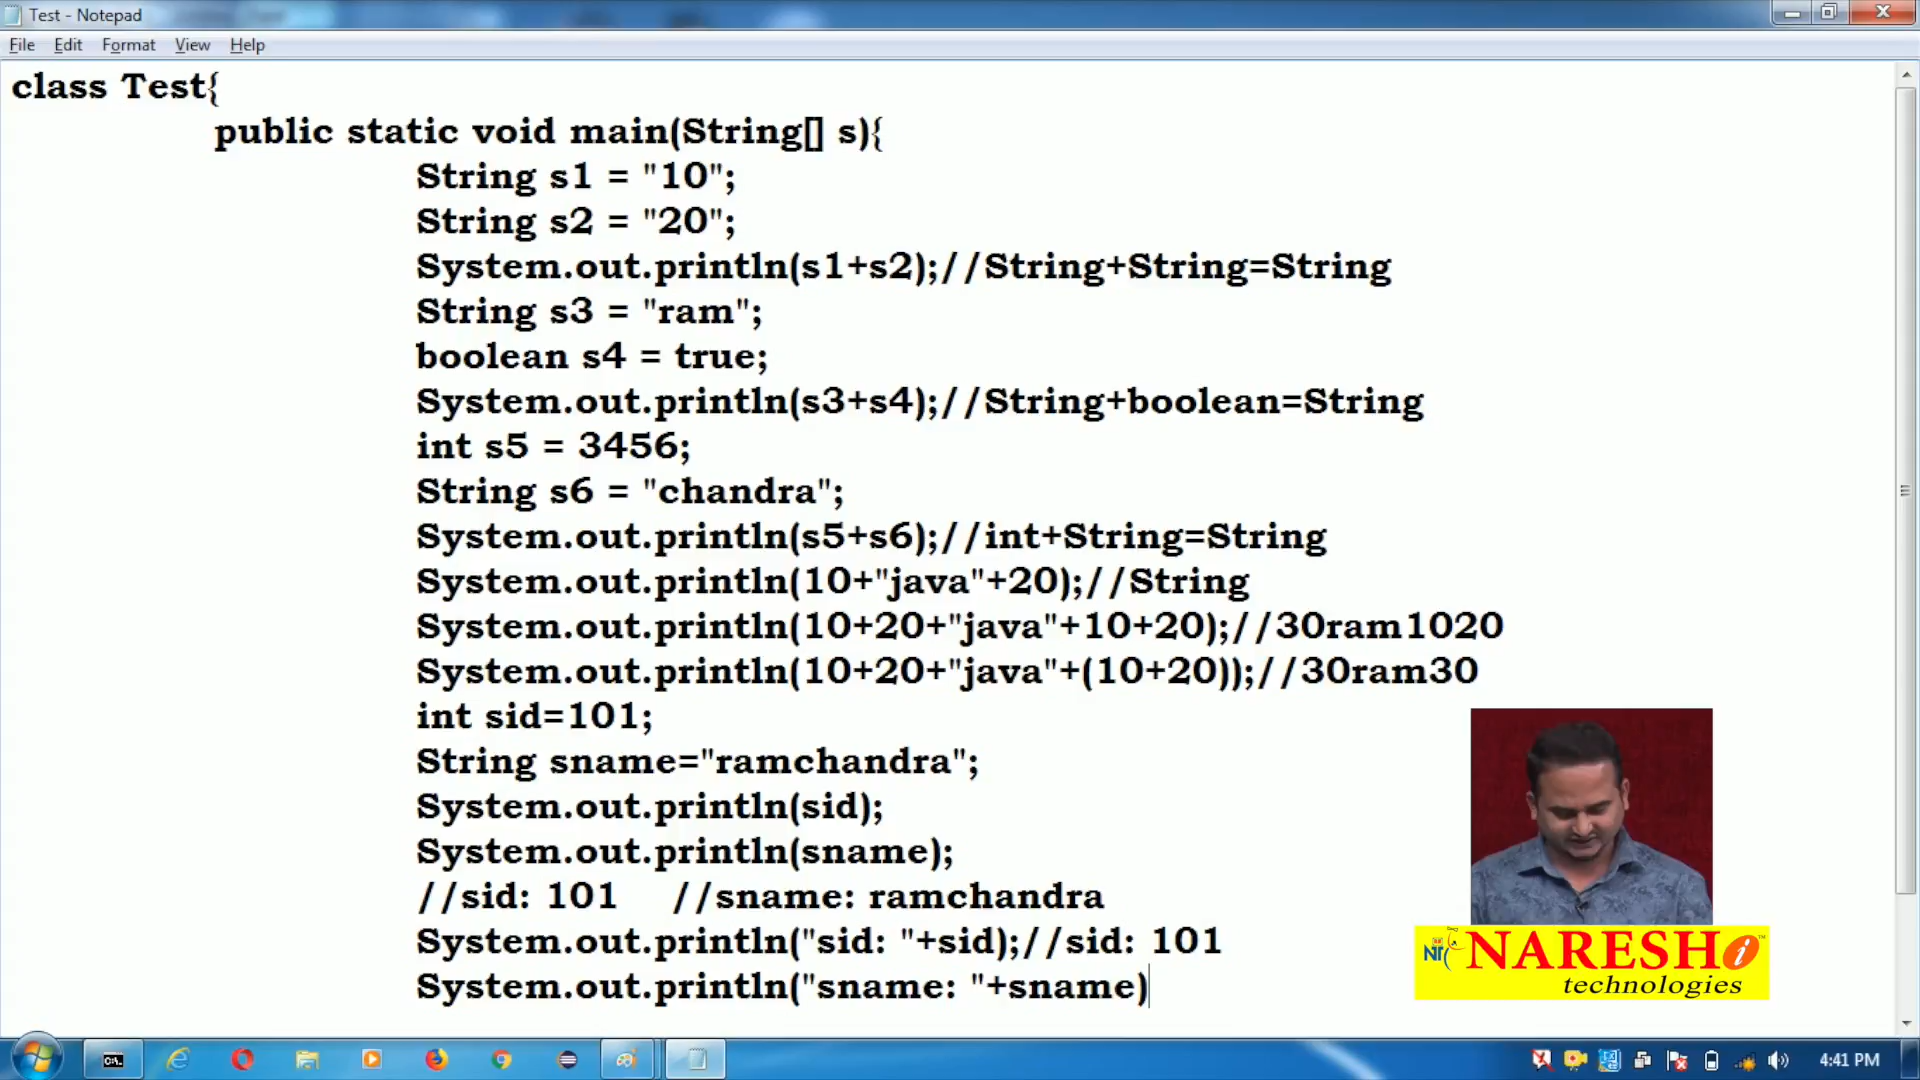 Test - Notepad
File Edit Format View Help
class Test{
public static void main(String[] s){
String s1 = "10";
String s2 = "20";
System.out.println(s1+s2);//String+String=String
String s3 = "ram";
boolean s4 = true;
System.out.println(s3+s4);//String+boolean=String
int s5 = 3456;
String s6 = "chandra";
System.out.println(s5+s6);//int+String=String
System.out.println(10+"java"+20);//String
System.out.println(10+20+"java"+10+20);//30ram1020
System.out.println(10+20+"java"+(10+20));//30ram30
int sid=101;
String sname="ramchandra";
System.out.println(sid);
System.out.println(sname);
//sid: 101 //sname: ramchandra
System.out.println("sid: "+sid);//sid: 101
System.out.println("sname: "+sname)
NARESH i
technologies
4:41 PM